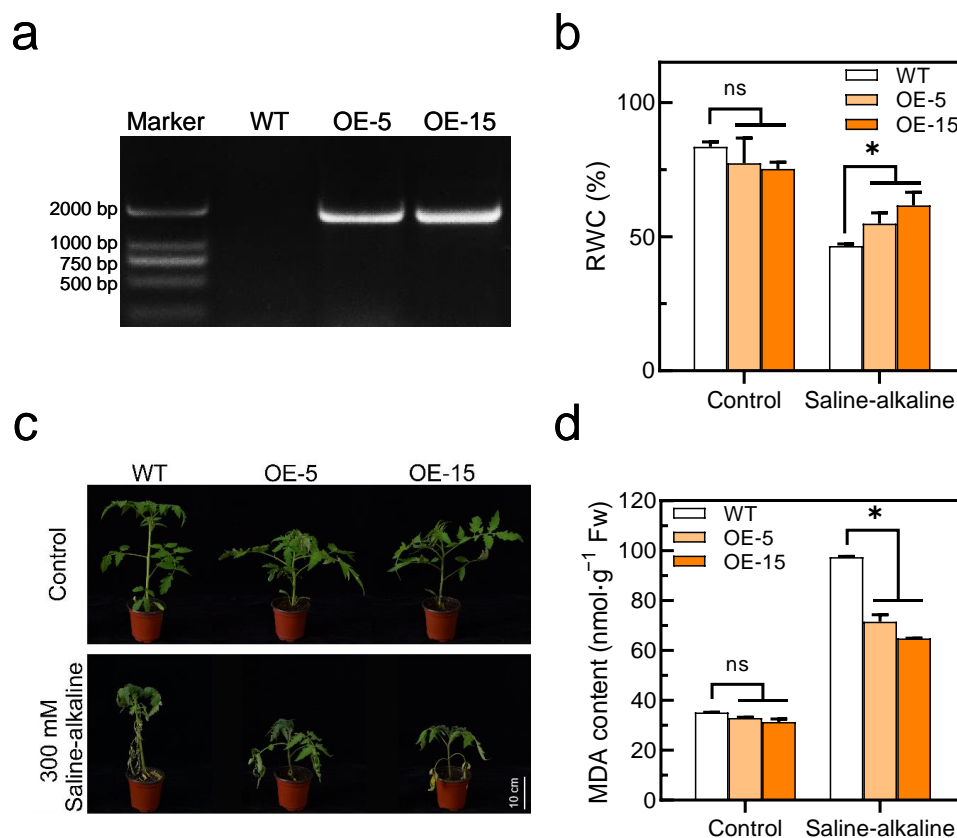 a
Marker WT OE-5 OE-15
2000 bp
1000 bp
750 bp
500 bp
b
RWC (%)
100
50
0
WT
OE-5
OE-15
ns
*
Control Saline-alkaline
c
WT OE-5 OE-15
Control
300 mM
Saline-alkaline
10 cm
d
MDA content (nmol·g⁻¹ Fw)
120
100
80
60
40
20
0
WT
OE-5
OE-15
ns
*
Control Saline-alkaline